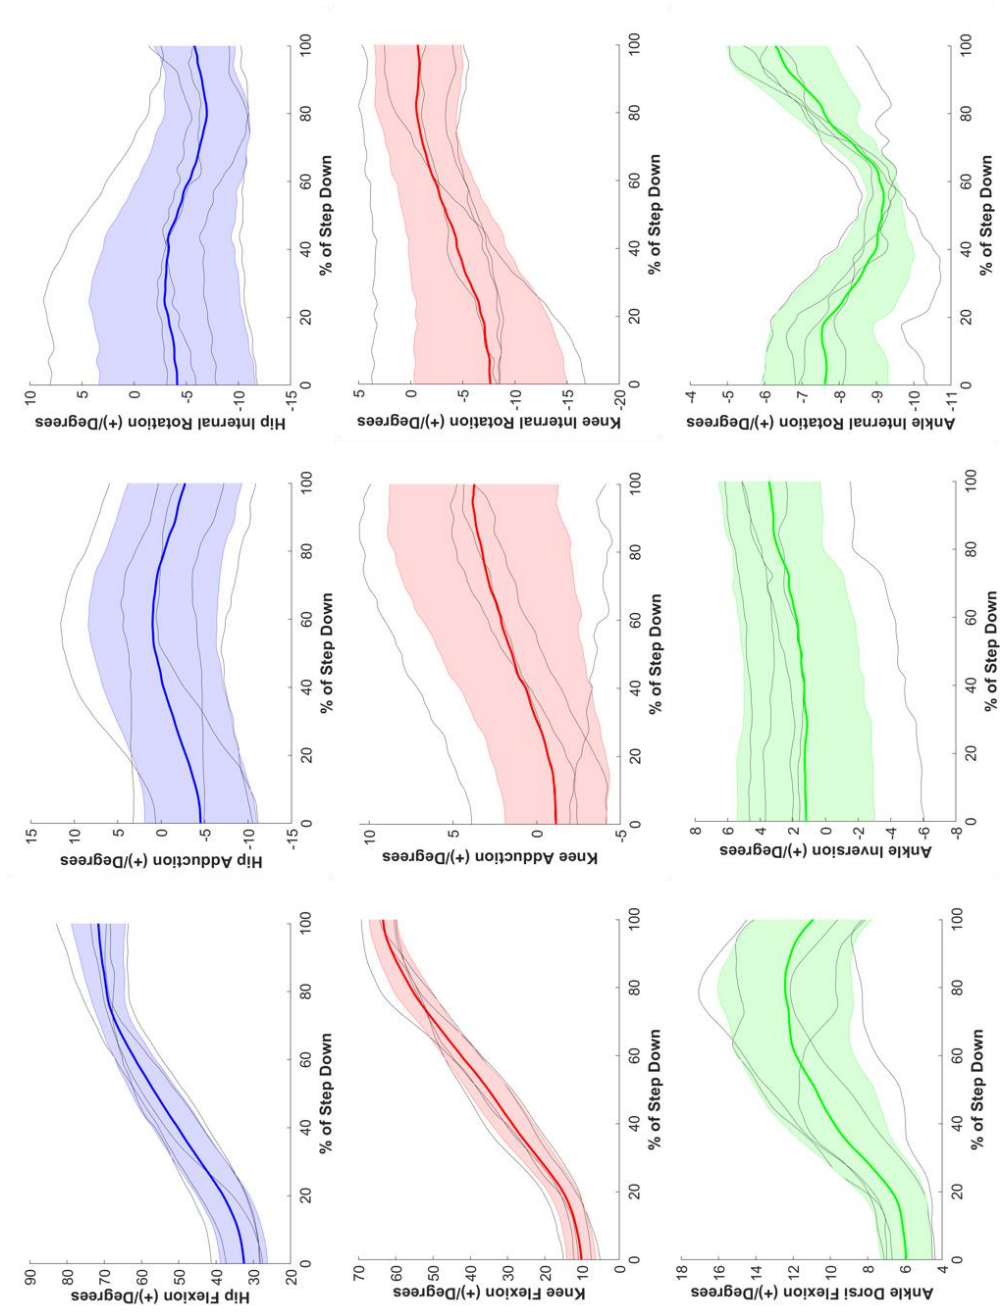 Hip Flexion (+)/Degrees
90
80
70
60
50
40
30
20
0 20 40 60 80 100
% of Step Down
Hip Adduction (+)/Degrees
15
10
5
0
-5
-10
-15
0 20 40 60 80 100
% of Step Down
Hip Internal Rotation (+)/Degrees
10
5
0
-5
-10
-15
0 20 40 60 80 100
% of Step Down
Knee Flexion (+)/Degrees
70
60
50
40
30
20
10
0
0 20 40 60 80 100
% of Step Down
Knee Adduction (+)/Degrees
10
5
0
-5
0 20 40 60 80 100
% of Step Down
Knee Internal Rotation (+)/Degrees
5
0
-5
-10
-15
-20
0 20 40 60 80 100
% of Step Down
Ankle Dorsi Flexion (+)/Degrees
18
16
14
12
10
8
6
4
0 20 40 60 80 100
% of Step Down
Ankle Inversion (+)/Degrees
8
6
4
2
0
-2
-4
-6
-8
0 20 40 60 80 100
% of Step Down
Ankle Internal Rotation (+)/Degrees
-4
-5
-6
-7
-8
-9
-10
-11
0 20 40 60 80 100
% of Step Down